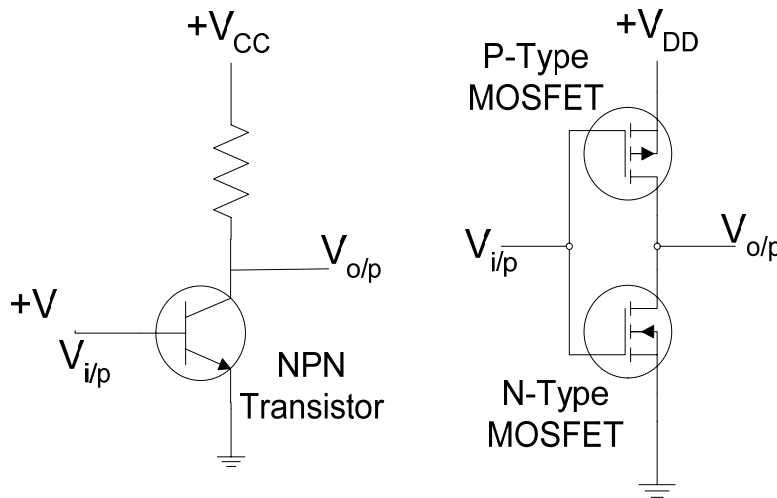 +VCC
Vo/p
+V
Vi/p
NPN
Transistor
+VDD
P-Type
MOSFET
Vi/p
Vo/p
N-Type
MOSFET